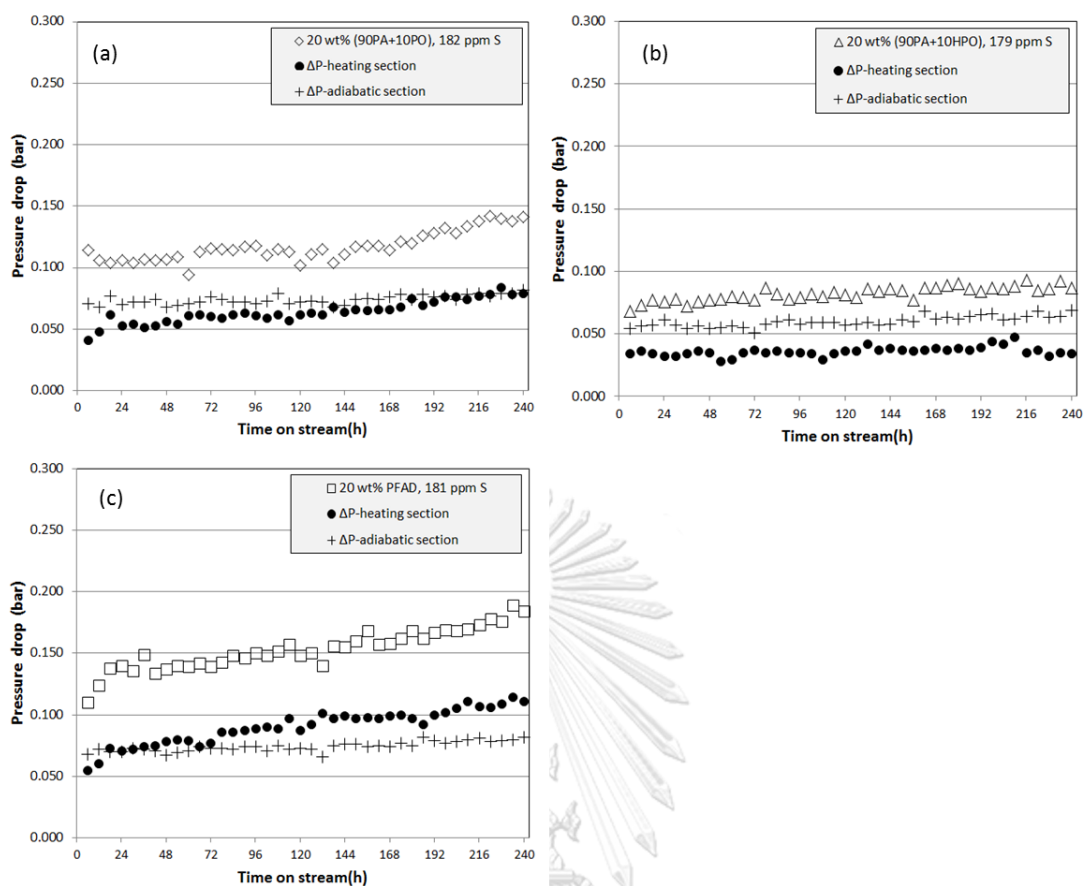 (a)
◇ 20 wt% (90PA+10PO), 182 ppm S
● ΔP-heating section
+ ΔP-adiabatic section
Pressure drop (bar)
0.300
0.250
0.200
0.150
0.100
0.050
0.000
0 24 48 72 96 120 144 168 192 216 240
Time on stream(h)
(b)
△ 20 wt% (90PA+10HPO), 179 ppm S
● ΔP-heating section
+ ΔP-adiabatic section
Pressure drop (bar)
0.300
0.250
0.200
0.150
0.100
0.050
0.000
0 24 48 72 96 120 144 168 192 216 240
Time on stream(h)
(c)
□ 20 wt% PFAD, 181 ppm S
● ΔP-heating section
+ ΔP-adiabatic section
Pressure drop (bar)
0.300
0.250
0.200
0.150
0.100
0.050
0.000
0 24 48 72 96 120 144 168 192 216 240
Time on stream(h)